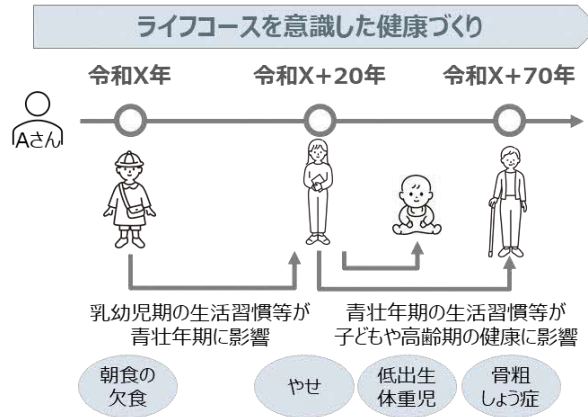 ライフコースを意識した健康づくり
令和X年
令和X+20年
令和X+70年
Aさん
乳幼児期の生活習慣等が
青壮年期に影響
青壮年期の生活習慣等が
子どもや高齢期の健康に影響
朝食の
欠食
やせ
低出生
体重児
骨粗
しょう症